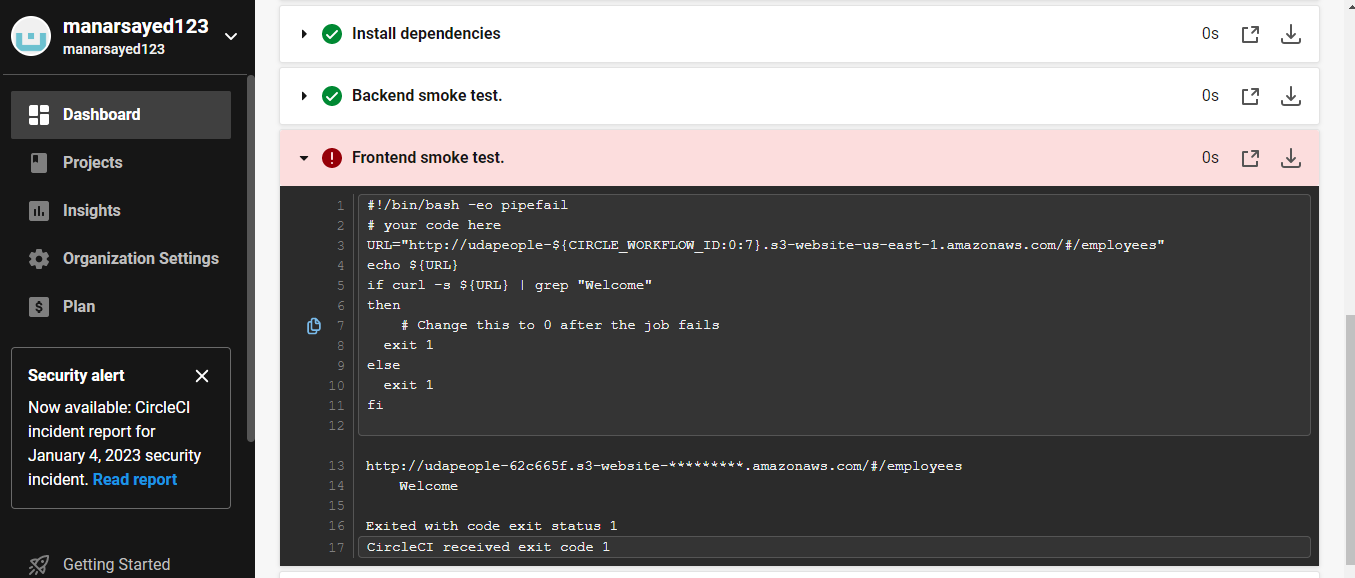 manarsayed123
manarsayed123
Dashboard
Projects
Insights
Organization Settings
Plan
Security alert
Now available: CircleCI
incident report for
January 4, 2023 security
incident. Read report
Getting Started
Install dependencies 0s
Backend smoke test. 0s
Frontend smoke test. 0s
1 #!/bin/bash -eo pipefail
2 # your code here
3 URL="http://udapeople-${CIRCLE_WORKFLOW_ID:0:7}.s3-website-us-east-1.amazonaws.com/#/employees"
4 echo ${URL}
5 if curl -s ${URL} | grep "Welcome"
6 then
7     # Change this to 0 after the job fails
8   exit 1
9 else
10   exit 1
11 fi
12
13 http://udapeople-62c665f.s3-website-*********.amazonaws.com/#/employees
14     Welcome
15
16 Exited with code exit status 1
17 CircleCI received exit code 1